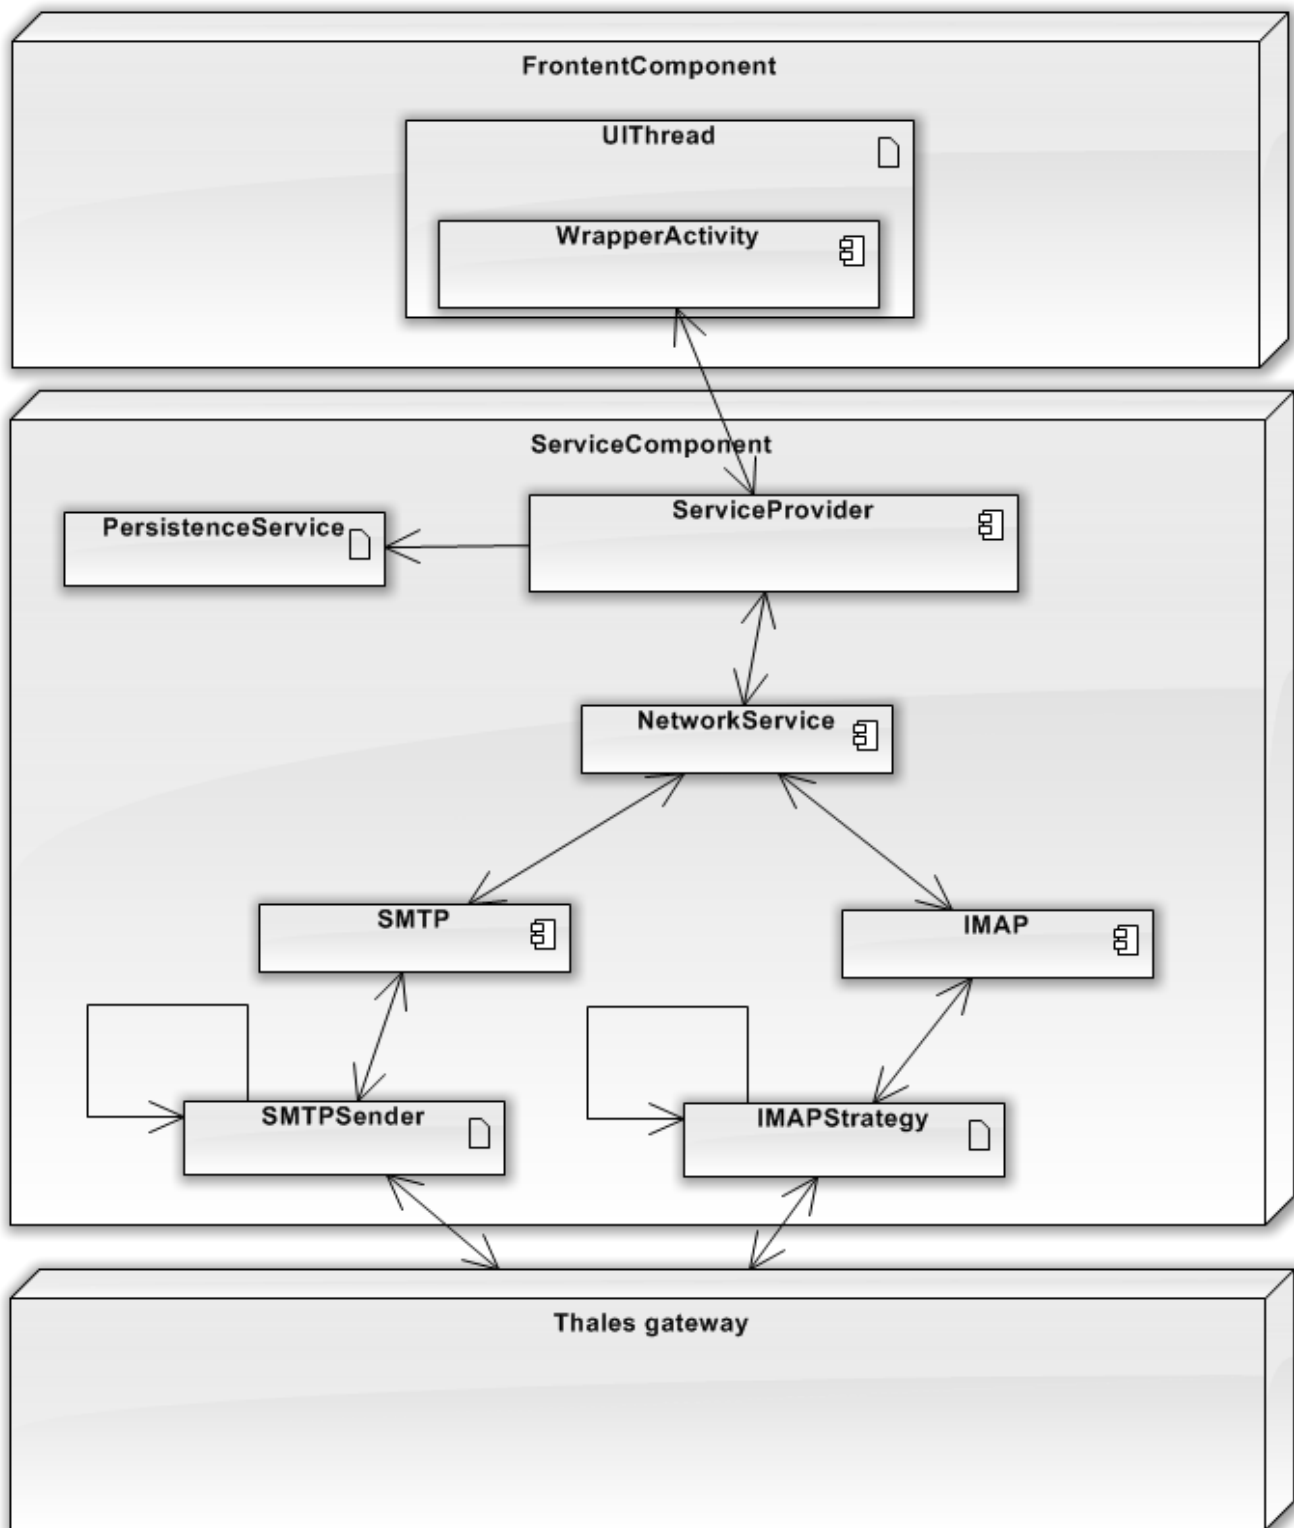 FrontentComponent
UIThread
WrapperActivity
ServiceComponent
ServiceProvider
PersistenceService
NetworkService
SMTP
IMAP
SMTPSender
IMAPStrategy
Thales gateway